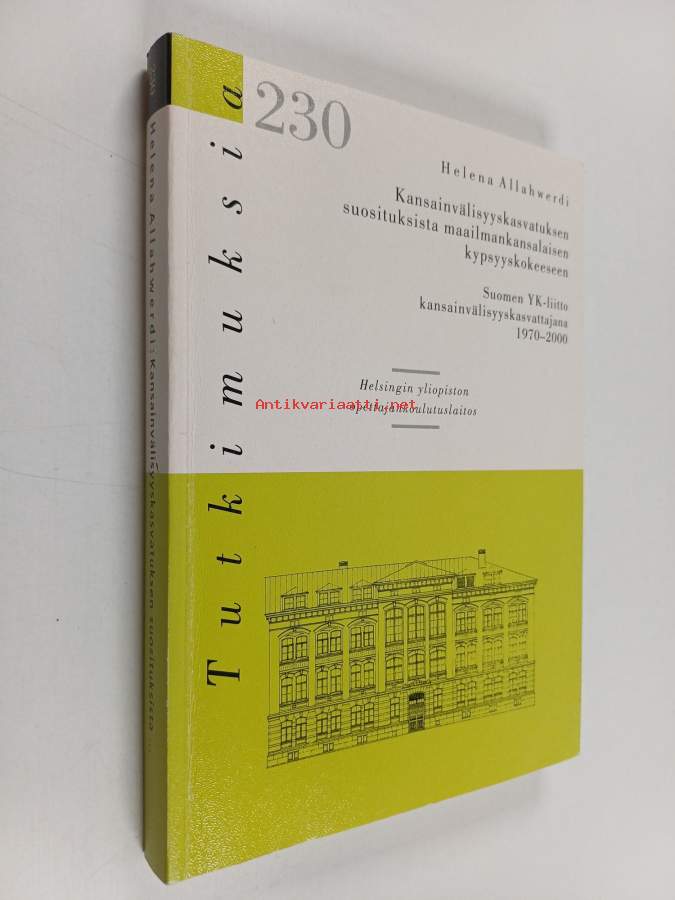 230
Tutkimuksia
Helena Allahwerdi
Kansainvälisyyskasvatuksen
suosituksista maailmankansalaisen
kypsyyskokeeseen
Suomen YK-liitto
kansainvälisyyskasvattajana
1970–2000
Helsingin yliopiston
Antikvariaatti.net
opettajankoulutuslaitos
Helena Allahwerdi: Kansainvälisyyskasvatuksen suosituksista ...